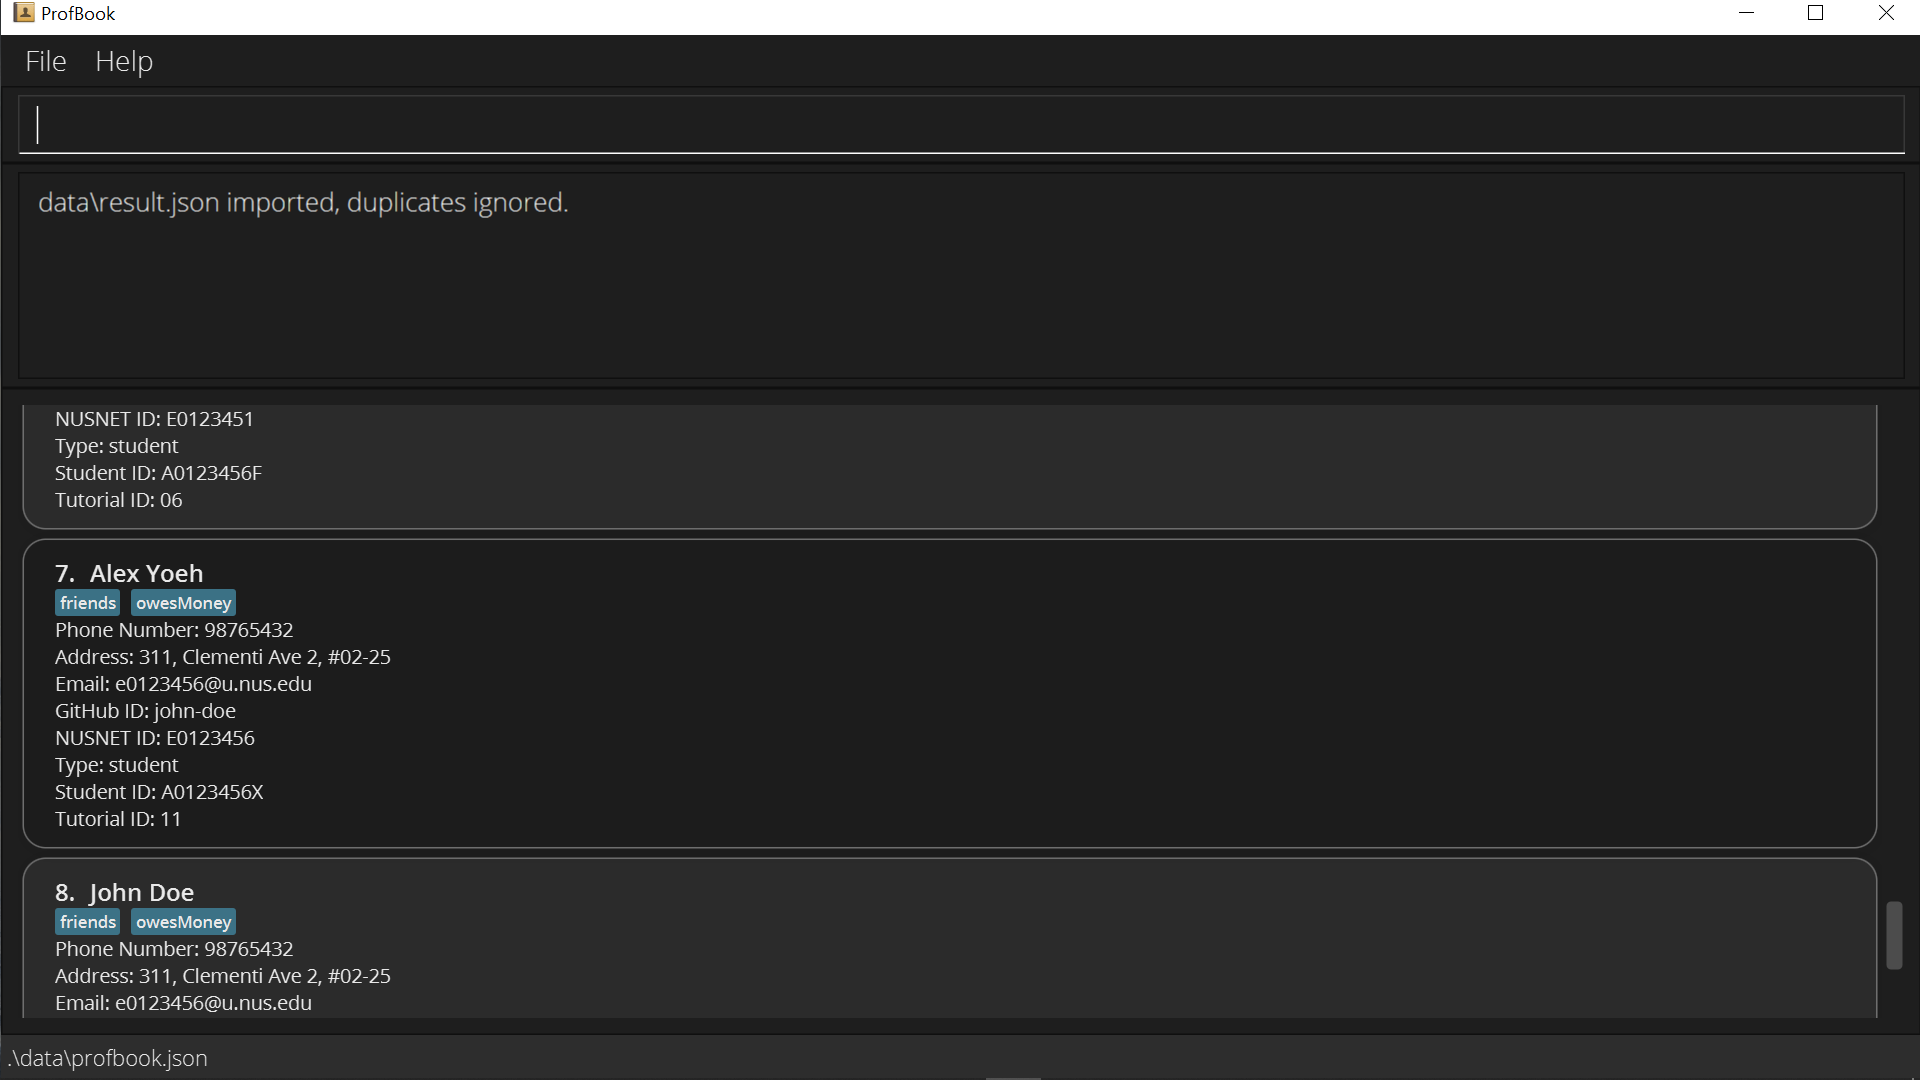 ProfBook
File Help
data\result.json imported, duplicates ignored.
NUSNET ID: E0123451
Type: student
Student ID: A0123456F
Tutorial ID: 06
7. Alex Yoeh
friends owesMoney
Phone Number: 98765432
Address: 311, Clementi Ave 2, #02-25
Email: e0123456@u.nus.edu
GitHub ID: john-doe
NUSNET ID: E0123456
Type: student
Student ID: A0123456X
Tutorial ID: 11
8. John Doe
friends owesMoney
Phone Number: 98765432
Address: 311, Clementi Ave 2, #02-25
Email: e0123456@u.nus.edu
.\data\profbook.json